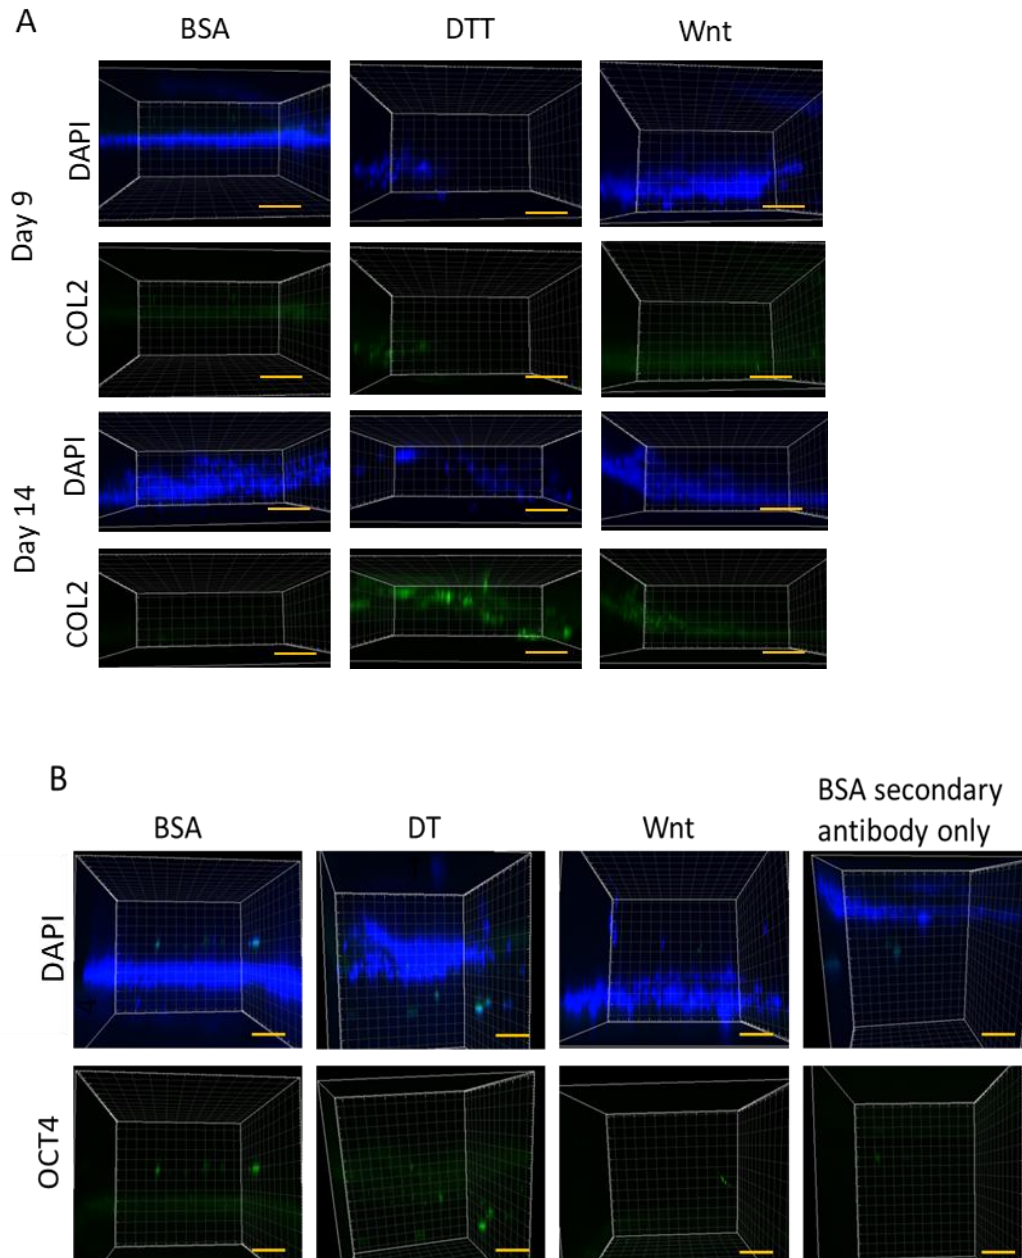 A
BSA DTT Wnt
Day 9
DAPI
COL2
Day 14
DAPI
COL2
B
BSA DT Wnt BSA secondary
antibody only
DAPI
OCT4